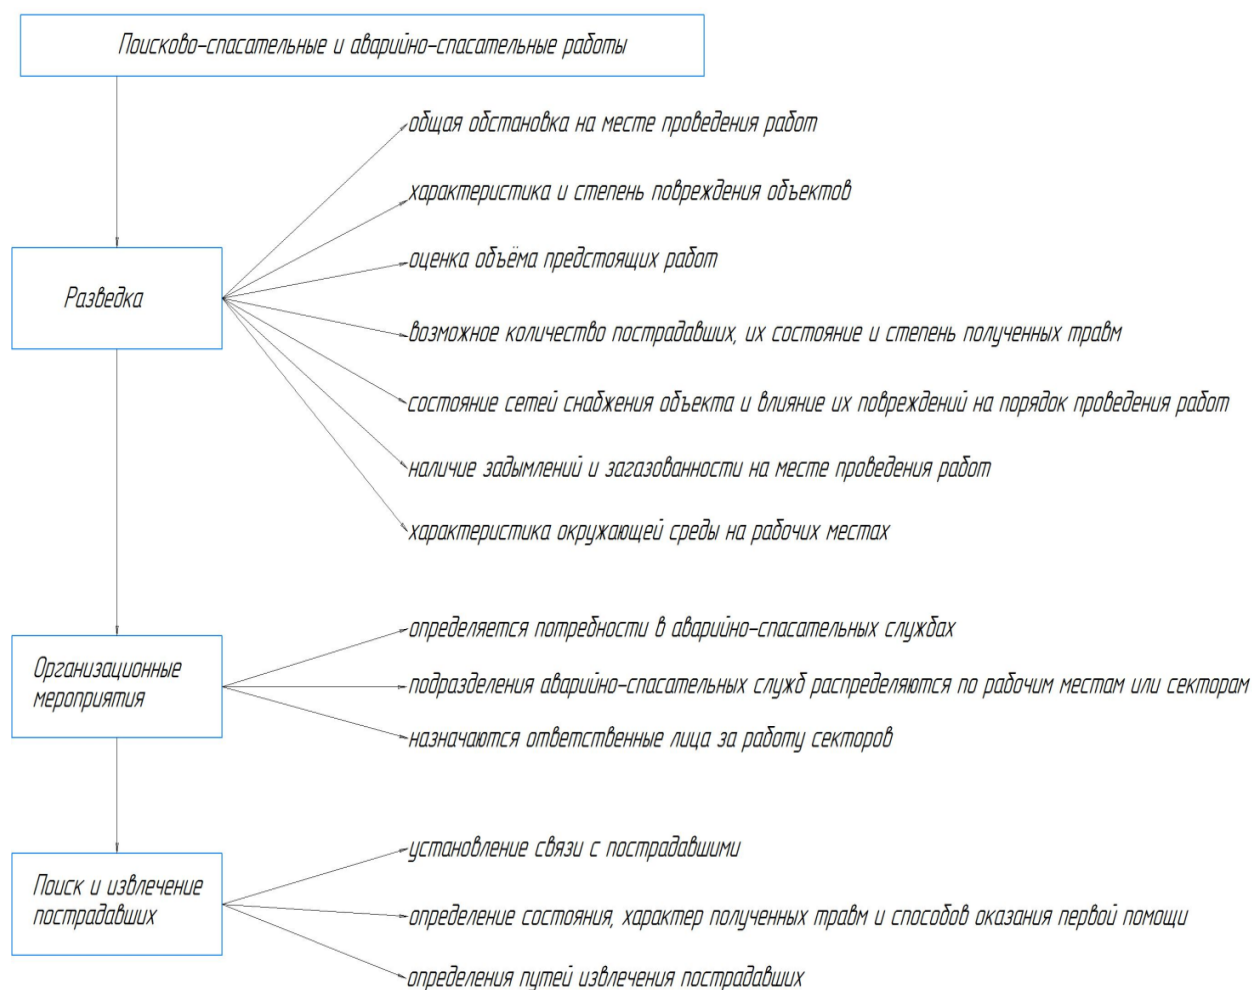 Поисково-спасательные и аварийно-спасательные работы
общая обстановка на месте проведения работ
характеристика и степень повреждения объектов
оценка объёма предстоящих работ
Разведка
возможное количество пострадавших, их состояние и степень полученных травм
состояние сетей снабжения объекта и влияние их повреждений на порядок проведения работ
наличие задымлений и загазованности на месте проведения работ
характеристика окружающей среды на рабочих местах
Организационные
мероприятия
определяется потребности в аварийно-спасательных службах
подразделения аварийно-спасательных служб распределяются по рабочим местам или секторам
назначаются ответственные лица за работу секторов
Поиск и извлечение
пострадавших
установление связи с пострадавшими
определение состояния, характер полученных травм и способов оказания первой помощи
определения путей извлечения пострадавших